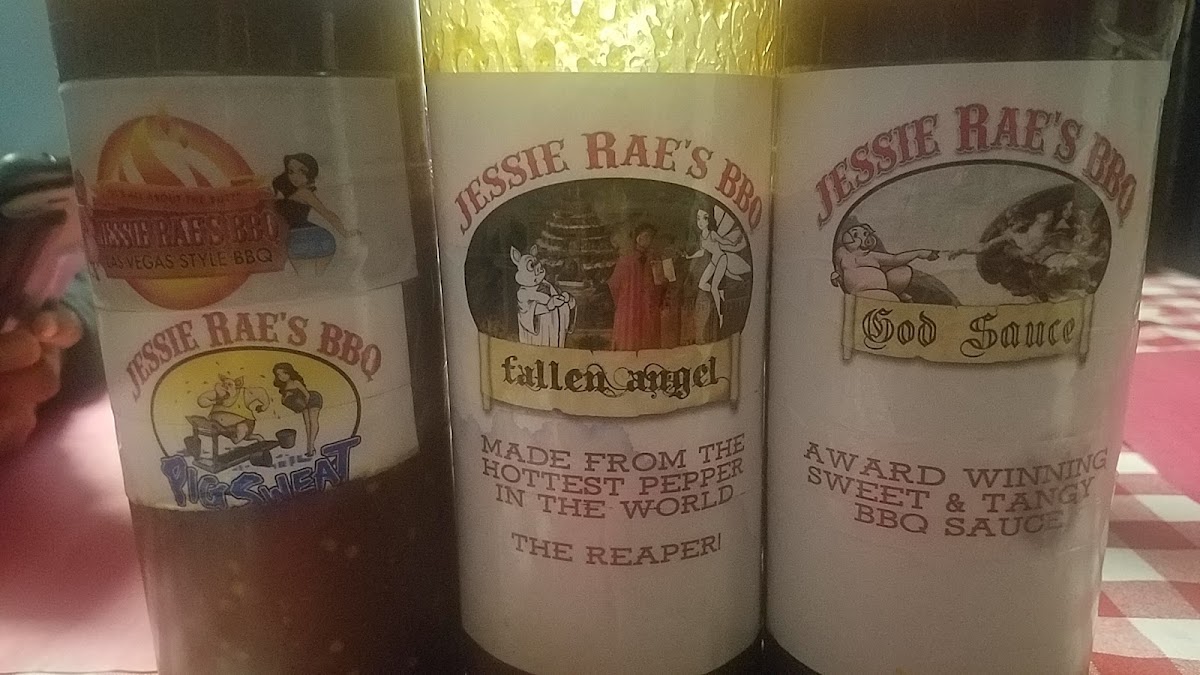 JESSIE RAE'S BBQ
LAS VEGAS STYLE BBQ
JESSIE RAE'S BBQ
PIG SWEAT
JESSIE RAE'S BBQ
fallen angel
MADE FROM THE
HOTTEST PEPPER
IN THE WORLD
THE REAPER!
JESSIE RAE'S BBQ
God Sauce
AWARD WINNING
SWEET & TANGY
BBQ SAUCE